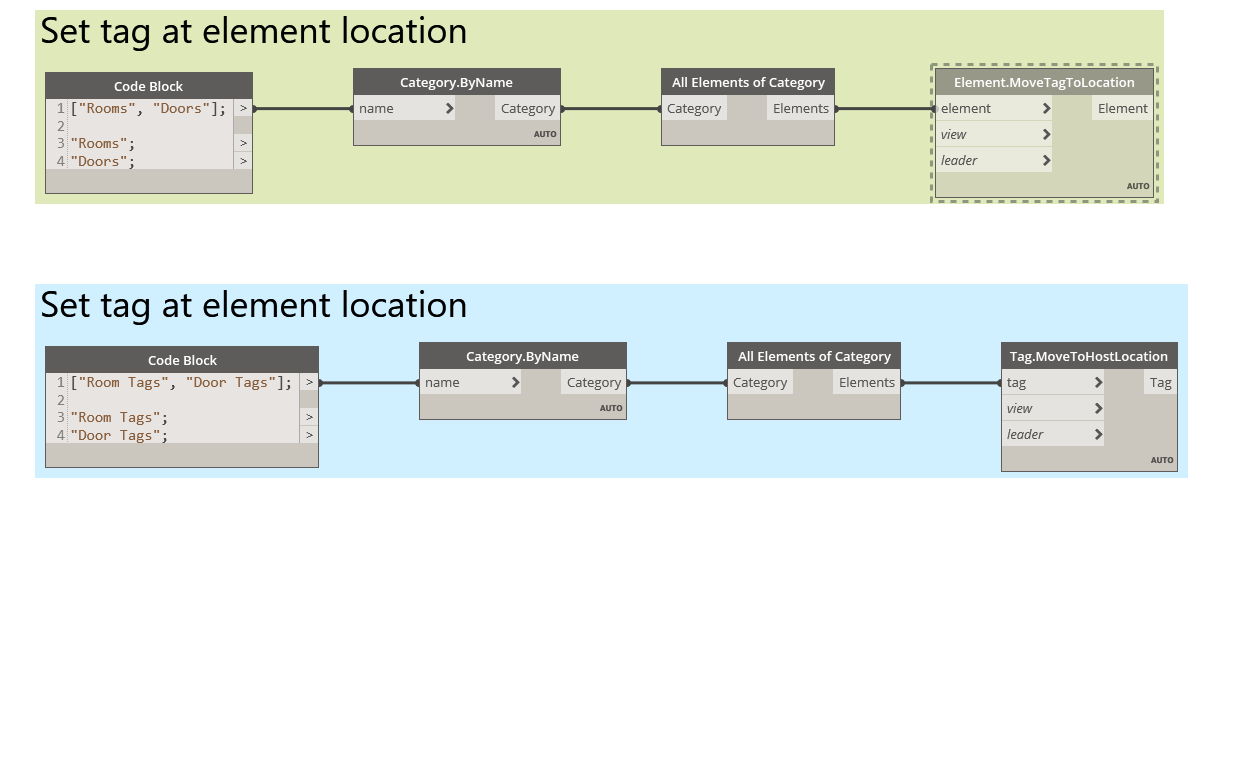 Set tag at element location
Code Block
1 ["Rooms", "Doors"]; >
2
3 "Rooms"; >
4 "Doors"; >
Category.ByName
name > Category
AUTO
All Elements of Category
Category Elements
Element.MoveTagToLocation
element > Element
view >
leader >
AUTO
Set tag at element location
Code Block
1 ["Room Tags", "Door Tags"]; >
2
3 "Room Tags"; >
4 "Door Tags"; >
Category.ByName
name > Category
AUTO
All Elements of Category
Category Elements
Tag.MoveToHostLocation
tag > Tag
view >
leader >
AUTO